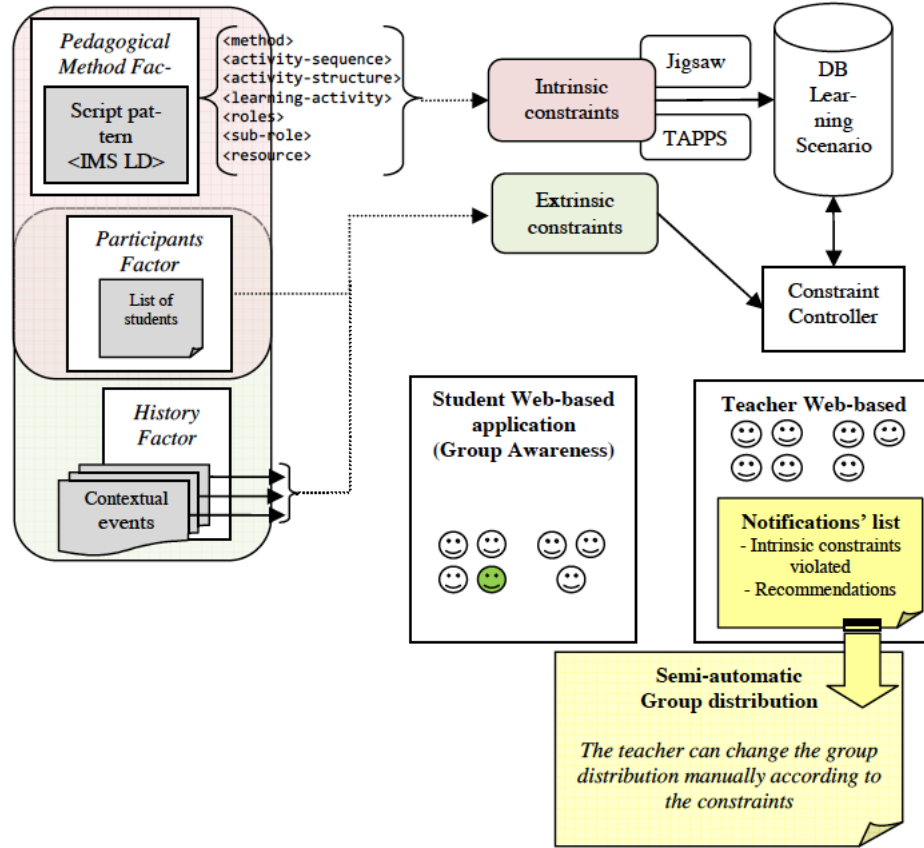 Pedagogical
Method Fac-
Script pat-
tern
<IMS LD>
<method>
<activity-sequence>
<activity-structure>
<learning-activity>
<roles>
<sub-role>
<resource>
Intrinsic
constraints
Jigsaw
TAPPS
DB
Lear-
ning
Scenario
Participants
Factor
List of
students
Extrinsic
constraints
Constraint
Controller
History
Factor
Contextual
events
Student Web-based
application
(Group Awareness)
Teacher Web-based
Notifications' list
- Intrinsic constraints
violated
- Recommendations
Semi-automatic
Group distribution
The teacher can change the group
distribution manually according to
the constraints